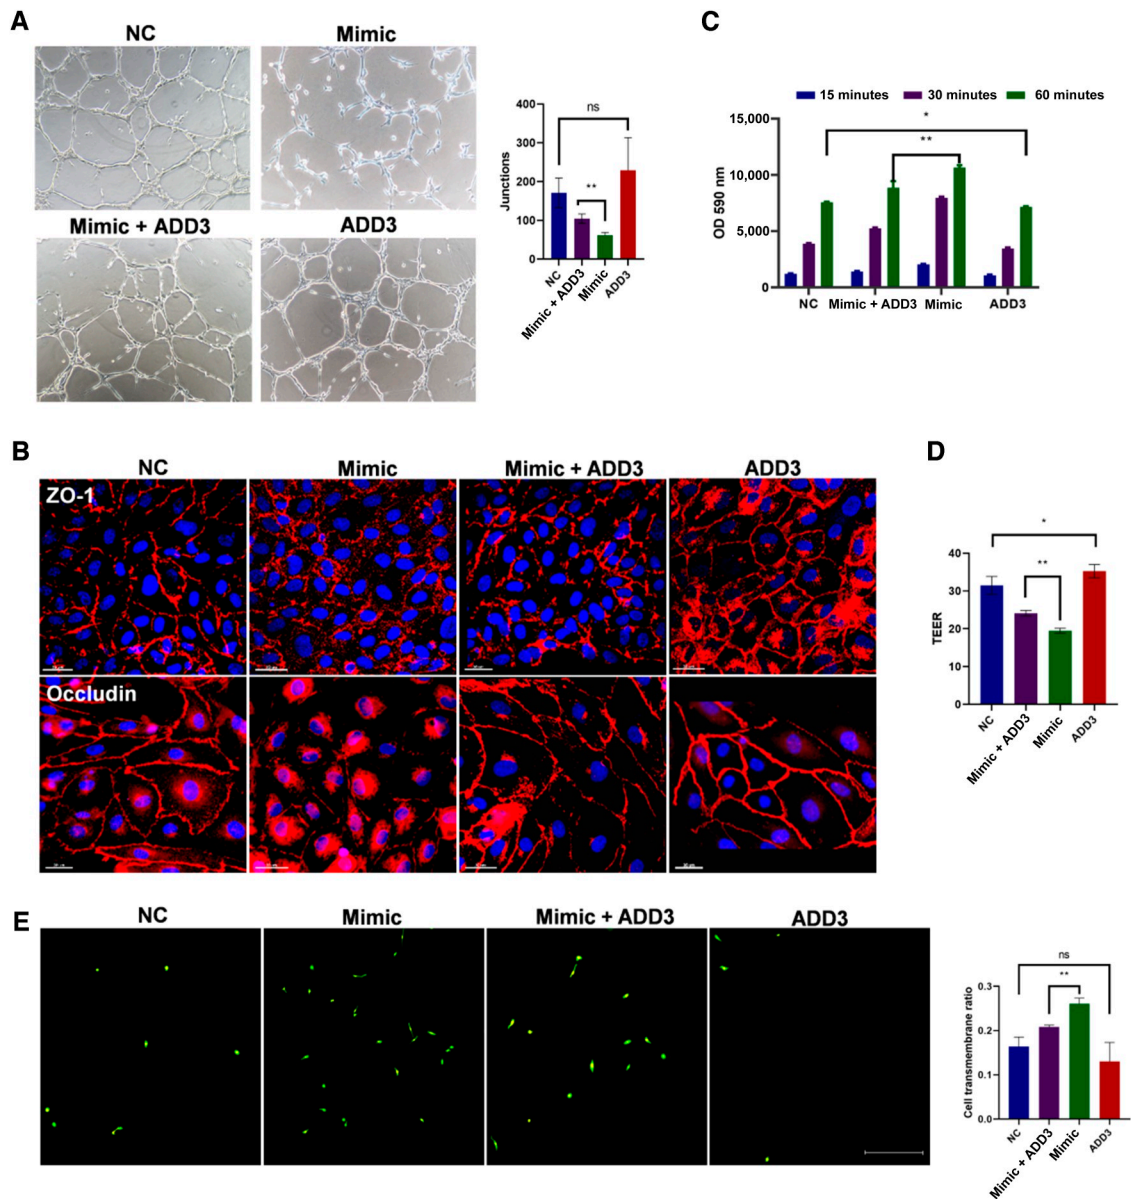 A
NC
Mimic
Mimic + ADD3
ADD3
400
300
200
100
0
Junctions
ns
**
NC
Mimic + ADD3
Mimic
ADD3
C
15 minutes
30 minutes
60 minutes
15,000
10,000
5,000
0
OD 590 nm
*
**
NC
Mimic + ADD3
Mimic
ADD3
B
NC
Mimic
Mimic + ADD3
ADD3
ZO-1
Occludin
D
40
30
20
10
0
TEER
*
**
NC
Mimic + ADD3
Mimic
ADD3
E
NC
Mimic
Mimic + ADD3
ADD3
0.3
0.2
0.1
0.0
Cell transmembrane ratio
ns
**
NC
Mimic + ADD3
Mimic
ADD3